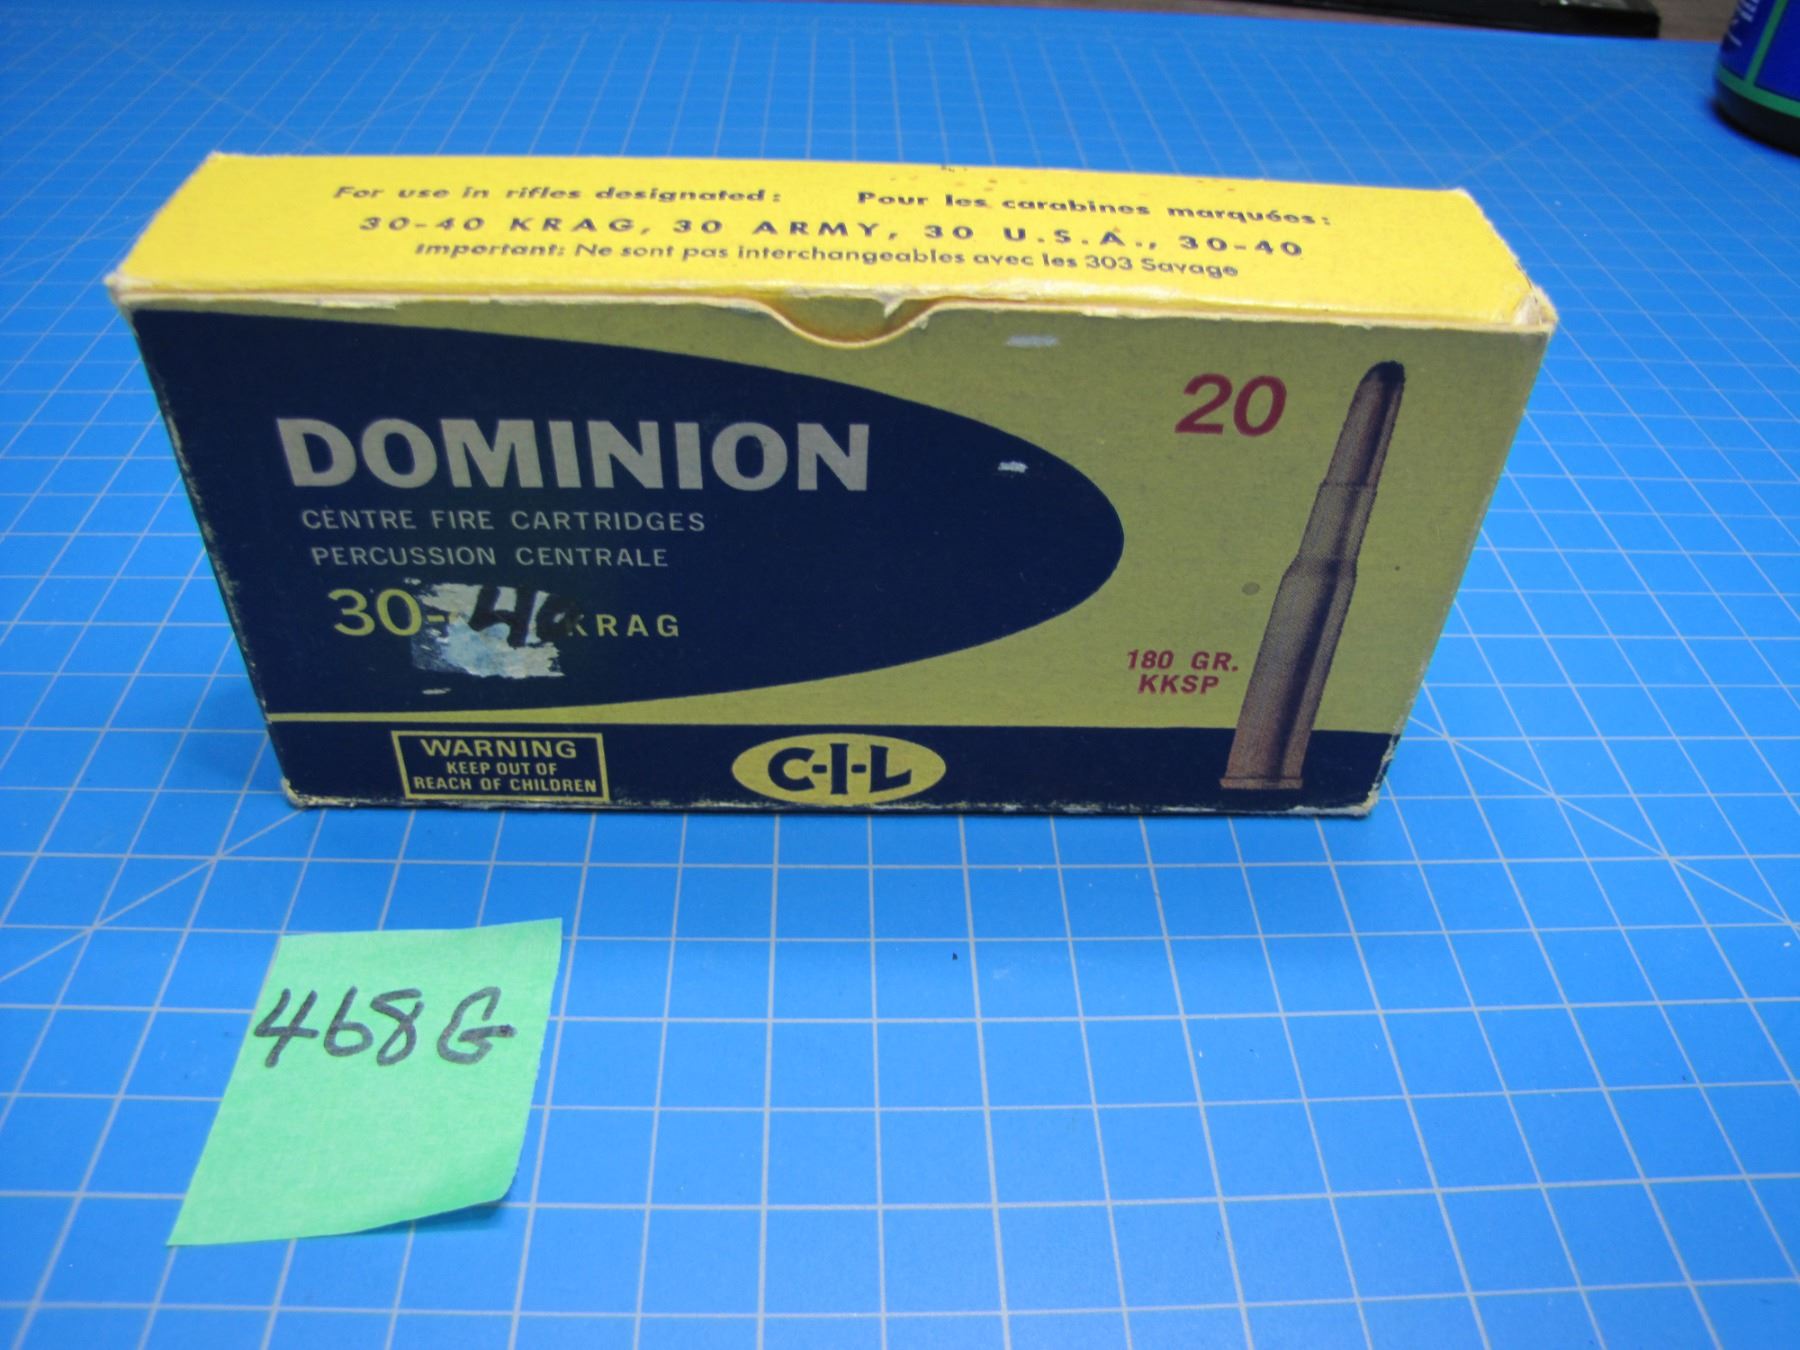 For use in rifles designated: Pour les carabines marquées:
30-40 KRAG, 30 ARMY, 30 U.S.A., 30-40
Important: Ne sont pas interchangeables avec les 303 Savage
DOMINION
CENTRE FIRE CARTRIDGES
PERCUSSION CENTRALE
30-40 KRAG
20
180 GR.
KKSP
WARNING
KEEP OUT OF
REACH OF CHILDREN
C-I-L
468G